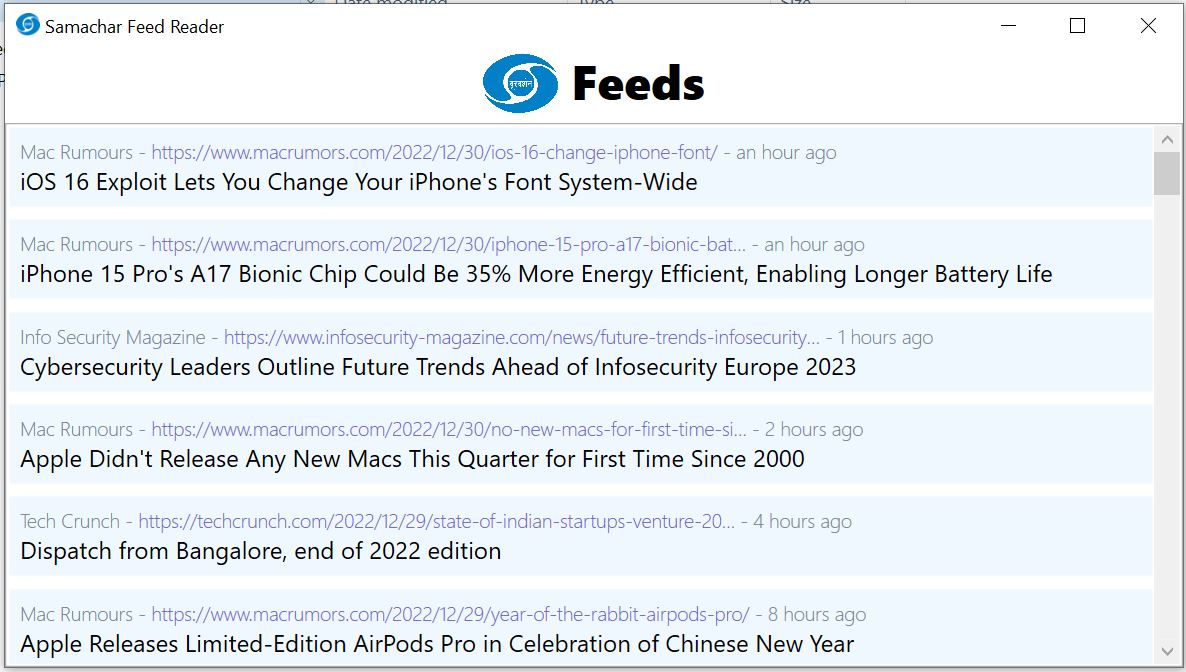 Date modified
Type
Size
Samachar Feed Reader
दूरदर्शन
Feeds
Mac Rumours - https://www.macrumors.com/2022/12/30/ios-16-change-iphone-font/ - an hour ago
iOS 16 Exploit Lets You Change Your iPhone's Font System-Wide
Mac Rumours - https://www.macrumors.com/2022/12/30/iphone-15-pro-a17-bionic-bat... - an hour ago
iPhone 15 Pro's A17 Bionic Chip Could Be 35% More Energy Efficient, Enabling Longer Battery Life
Info Security Magazine - https://www.infosecurity-magazine.com/news/future-trends-infosecurity... - 1 hours ago
Cybersecurity Leaders Outline Future Trends Ahead of Infosecurity Europe 2023
Mac Rumours - https://www.macrumors.com/2022/12/30/no-new-macs-for-first-time-si... - 2 hours ago
Apple Didn't Release Any New Macs This Quarter for First Time Since 2000
Tech Crunch - https://techcrunch.com/2022/12/29/state-of-indian-startups-venture-20... - 4 hours ago
Dispatch from Bangalore, end of 2022 edition
Mac Rumours - https://www.macrumors.com/2022/12/29/year-of-the-rabbit-airpods-pro/ - 8 hours ago
Apple Releases Limited-Edition AirPods Pro in Celebration of Chinese New Year